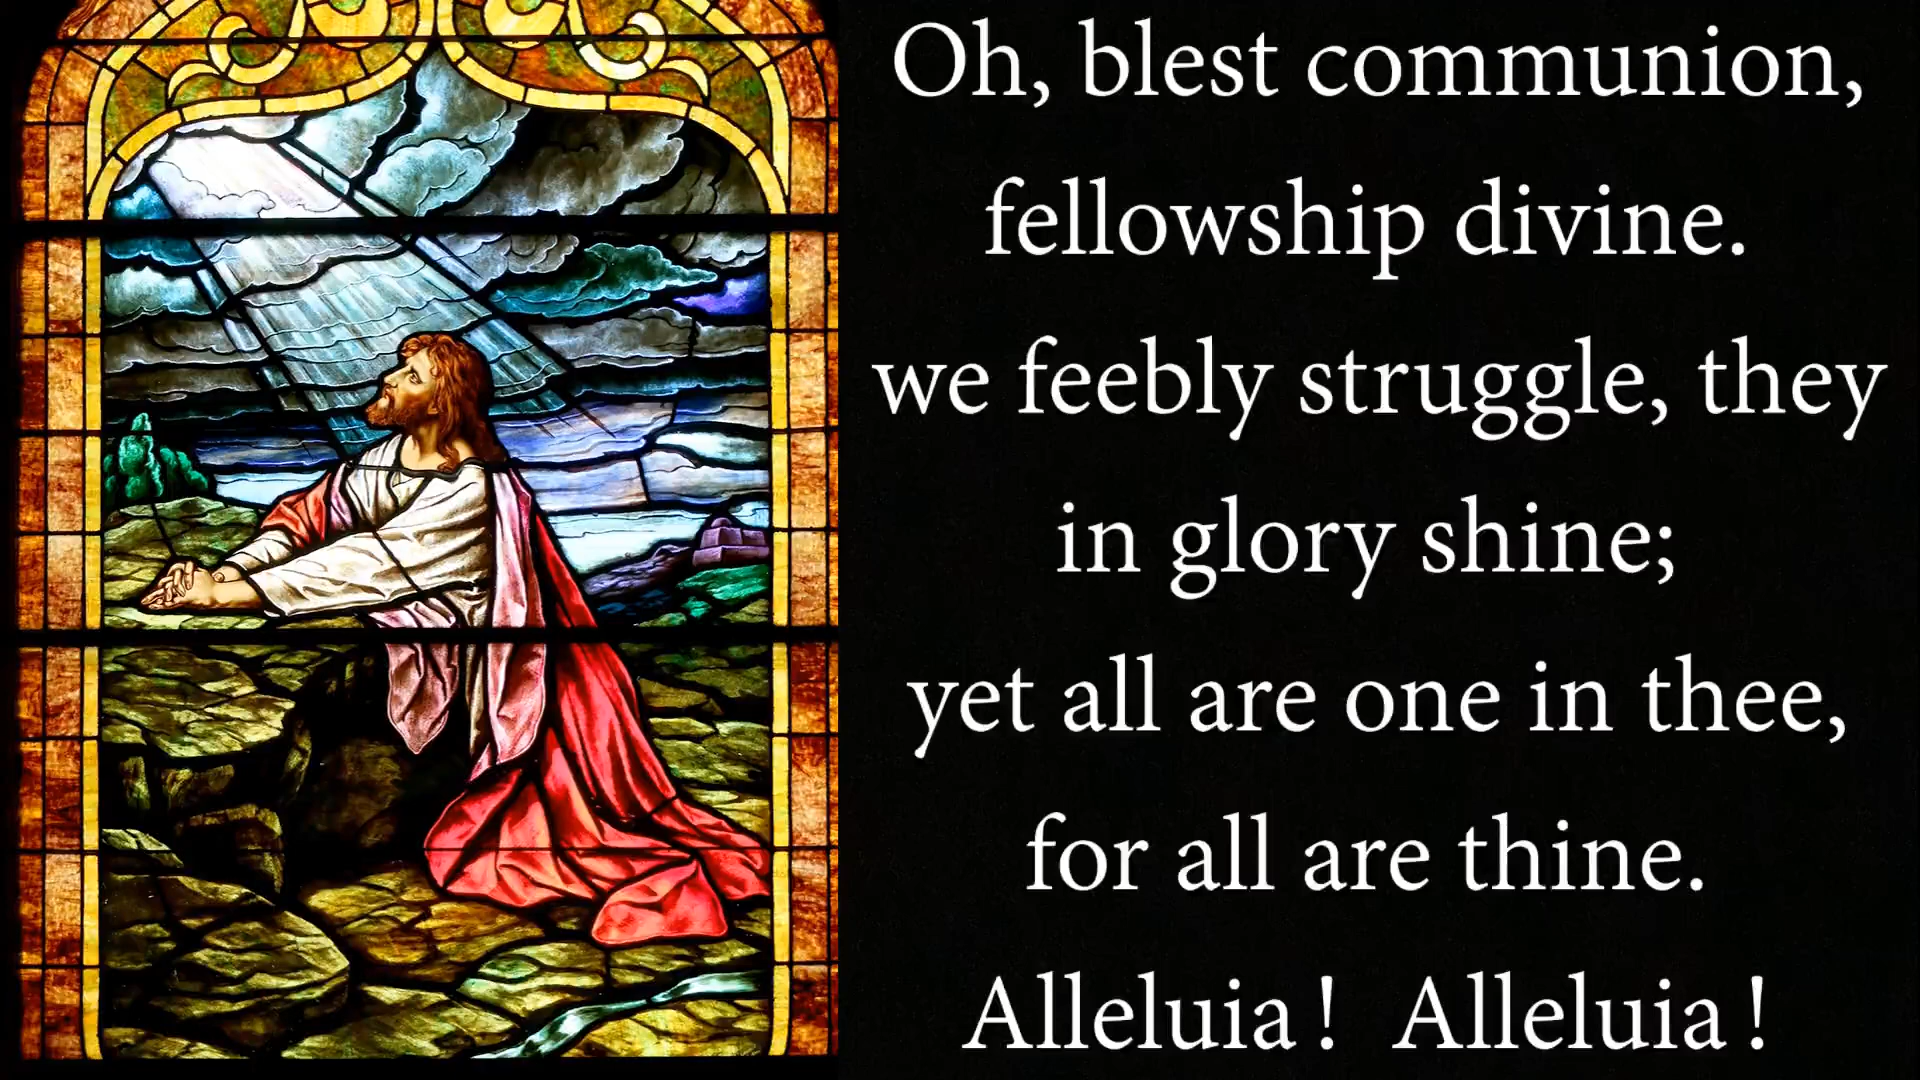 Oh, blest communion,
fellowship divine.
we feebly struggle, they
in glory shine;
yet all are one in thee,
for all are thine.
Alleluia! Alleluia!